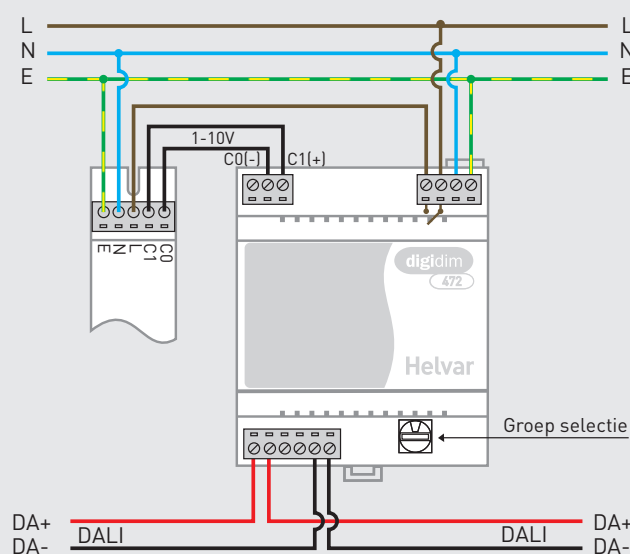 L L
N N
E E
1-10V
C0(-) C1(+)
E N L C1 C0
digidim
472
Helvar
Groep selectie
DA+ DA+
DALI DALI
DA- DA-